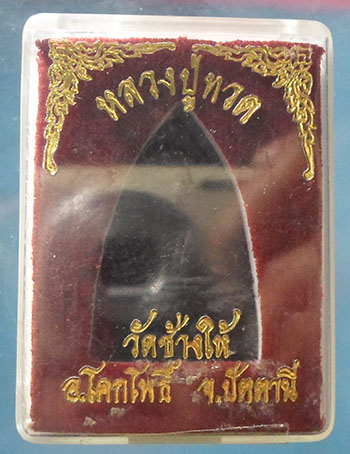 หลวงปู่ทวด
วัดช้างให้
อ.โคกโพธิ์ จ.ปัตตานี